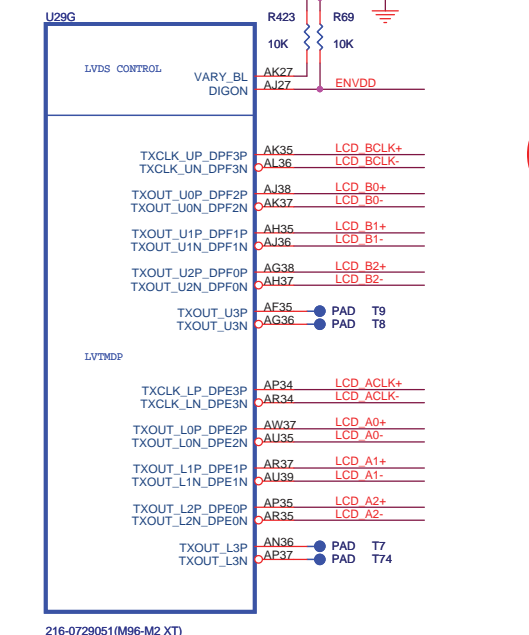 U29G
R423 R69
10K 10K
LVDS CONTROL
VARY_BL AK27
DIGON AJ27 ENVDD
TXCLK_UP_DPF3P AK35 LCD_BCLK+
TXCLK_UN_DPF3N AL36 LCD_BCLK-
TXOUT_U0P_DPF2P AJ38 LCD_B0+
TXOUT_U0N_DPF2N AK37 LCD_B0-
TXOUT_U1P_DPF1P AH35 LCD_B1+
TXOUT_U1N_DPF1N AJ36 LCD_B1-
TXOUT_U2P_DPF0P AG38 LCD_B2+
TXOUT_U2N_DPF0N AH37 LCD_B2-
TXOUT_U3P AF35 PAD T9
TXOUT_U3N AG36 PAD T8
LVTMDP
TXCLK_LP_DPE3P AP34 LCD_ACLK+
TXCLK_LN_DPE3N AR34 LCD_ACLK-
TXOUT_L0P_DPE2P AW37 LCD_A0+
TXOUT_L0N_DPE2N AU35 LCD_A0-
TXOUT_L1P_DPE1P AR37 LCD_A1+
TXOUT_L1N_DPE1N AU39 LCD_A1-
TXOUT_L2P_DPE0P AP35 LCD_A2+
TXOUT_L2N_DPE0N AR35 LCD_A2-
TXOUT_L3P AN36 PAD T7
TXOUT_L3N AP37 PAD T74
216-0729051(M96-M2 XT)